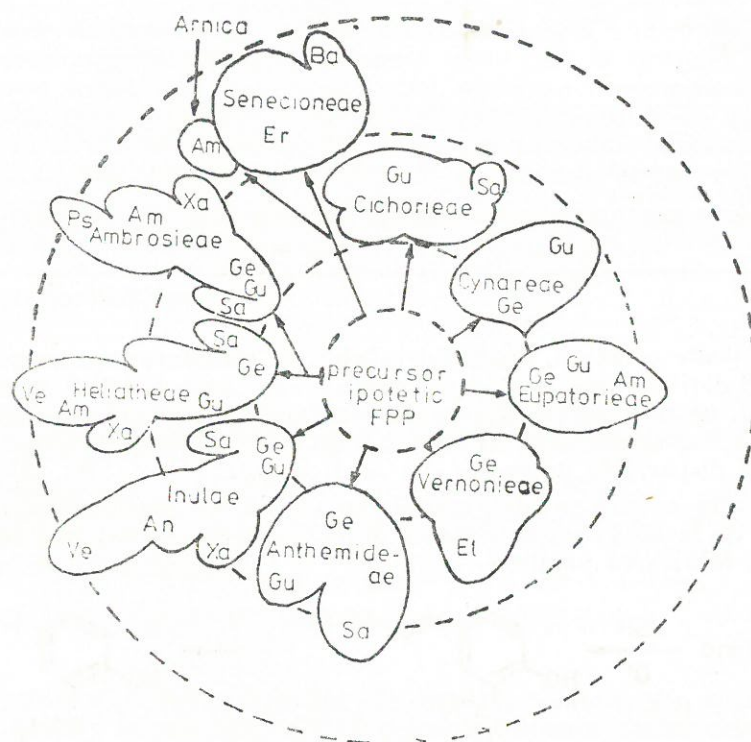 Arnica
Ba
Senecioneae
Er
Am
Gu
Sa
Cichorieae
Xa
Am
Ps
Ambrosieae
Ge
Gu
Sa
Gu
Cynareae
Ge
Sa
Ge
Heliatheae
Ve
Am
Gu
Xa
precursor
ipotetic
FPP
Gu
Ge
Am
Eupatorieae
Sa
Ge
Gu
Inulae
An
Ve
Xa
Ge
Anthemide-
ae
Gu
Sa
Ge
Vernonieae
El